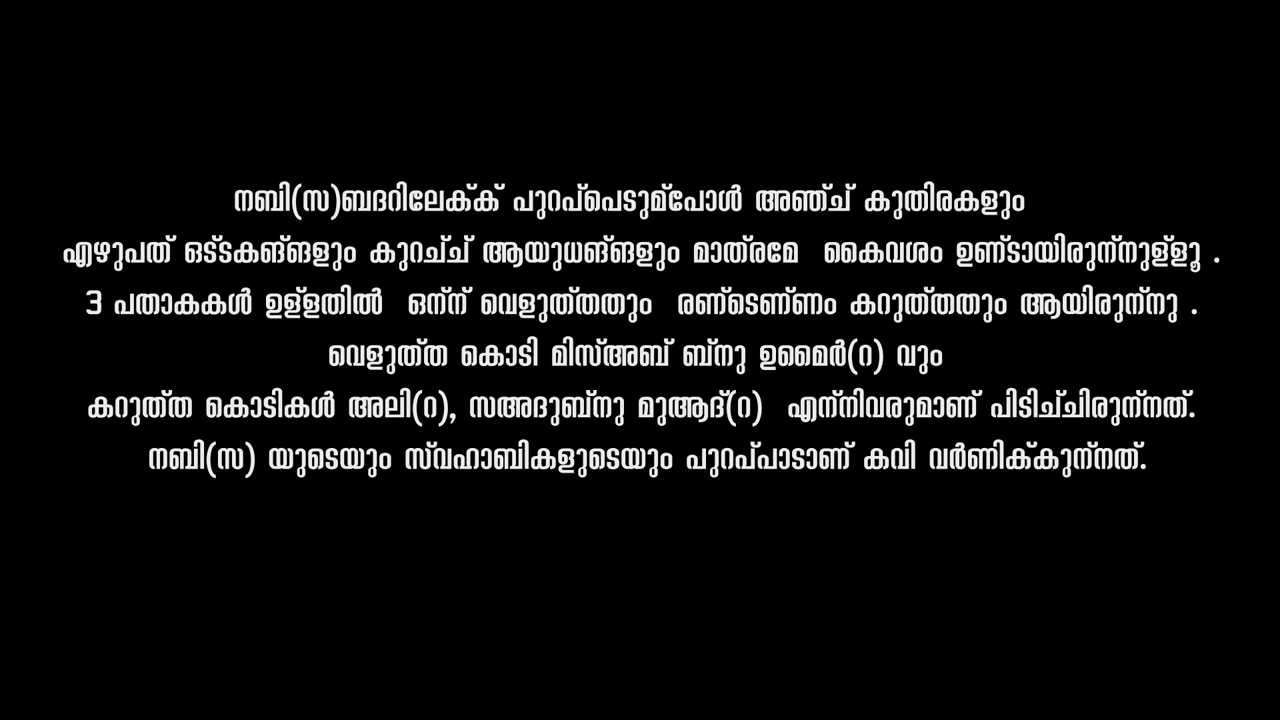 നബി(സ)ബദറിലേക്ക് പുറപ്പെടുമ്പോൾ അഞ്ച് കുതിരകളും
എഴുപത് ഒട്ടകങ്ങളും കുറച്ച് ആയുധങ്ങളും മാത്രമേ കൈവശം ഉണ്ടായിരുന്നുള്ളൂ .
3 പതാകകൾ ഉള്ളതിൽ ഒന്ന് വെളുത്തതും രണ്ടെണ്ണം കറുത്തതും ആയിരുന്നു .
വെളുത്ത കൊടി മിസ്അബ് ബ്നു ഉമൈർ(റ) വും
കറുത്ത കൊടികൾ അലി(റ), സഅദുബ്നു മുആദ്(റ) എന്നിവരുമാണ് പിടിച്ചിരുന്നത്.
നബി(സ) യുടെയും സ്വഹാബികളുടെയും പുറപ്പാടാണ് കവി വർണിക്കുന്നത്.